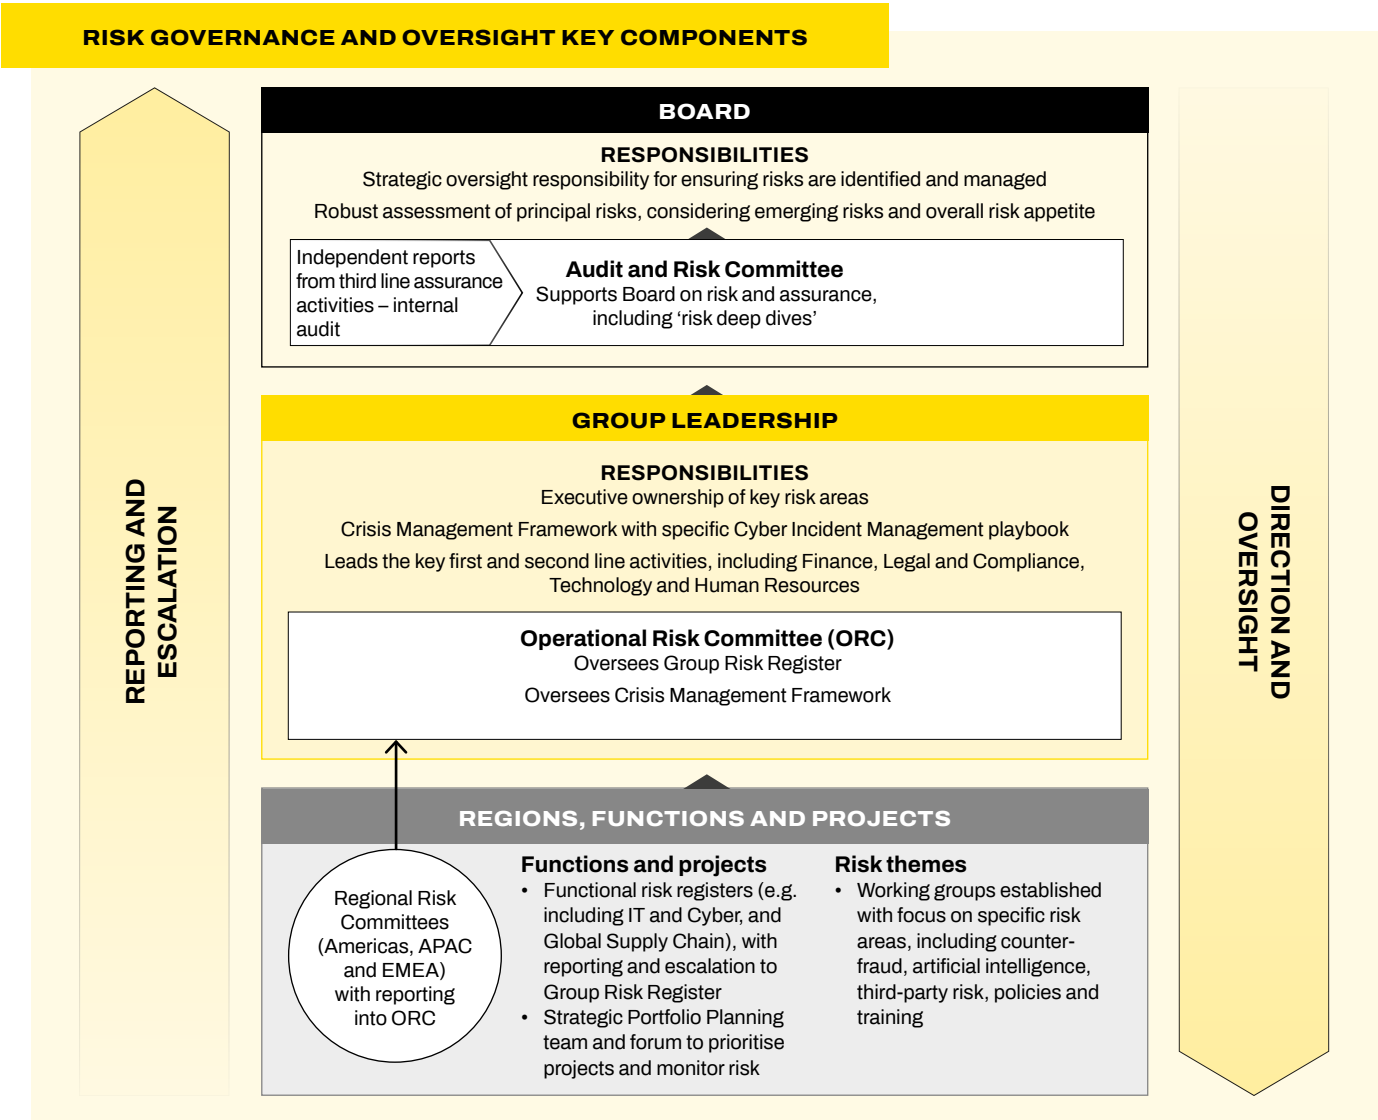 RISK GOVERNANCE AND OVERSIGHT KEY COMPONENTS
REPORTING AND
ESCALATION
BOARD
RESPONSIBILITIES
Strategic oversight responsibility for ensuring risks are identified and managed
Robust assessment of principal risks, considering emerging risks and overall risk appetite
Independent reports
from third line assurance
activities – internal
audit
Audit and Risk Committee
Supports Board on risk and assurance,
including ‘risk deep dives’
GROUP LEADERSHIP
RESPONSIBILITIES
Executive ownership of key risk areas
Crisis Management Framework with specific Cyber Incident Management playbook
Leads the key first and second line activities, including Finance, Legal and Compliance,
Technology and Human Resources
Operational Risk Committee (ORC)
Oversees Group Risk Register
Oversees Crisis Management Framework
REGIONS, FUNCTIONS AND PROJECTS
Regional Risk
Committees
(Americas, APAC
and EMEA)
with reporting
into ORC
Functions and projects
• Functional risk registers (e.g.
including IT and Cyber, and
Global Supply Chain), with
reporting and escalation to
Group Risk Register
• Strategic Portfolio Planning
team and forum to prioritise
projects and monitor risk
Risk themes
• Working groups established
with focus on specific risk
areas, including counter-
fraud, artificial intelligence,
third-party risk, policies and
training
DIRECTION AND
OVERSIGHT